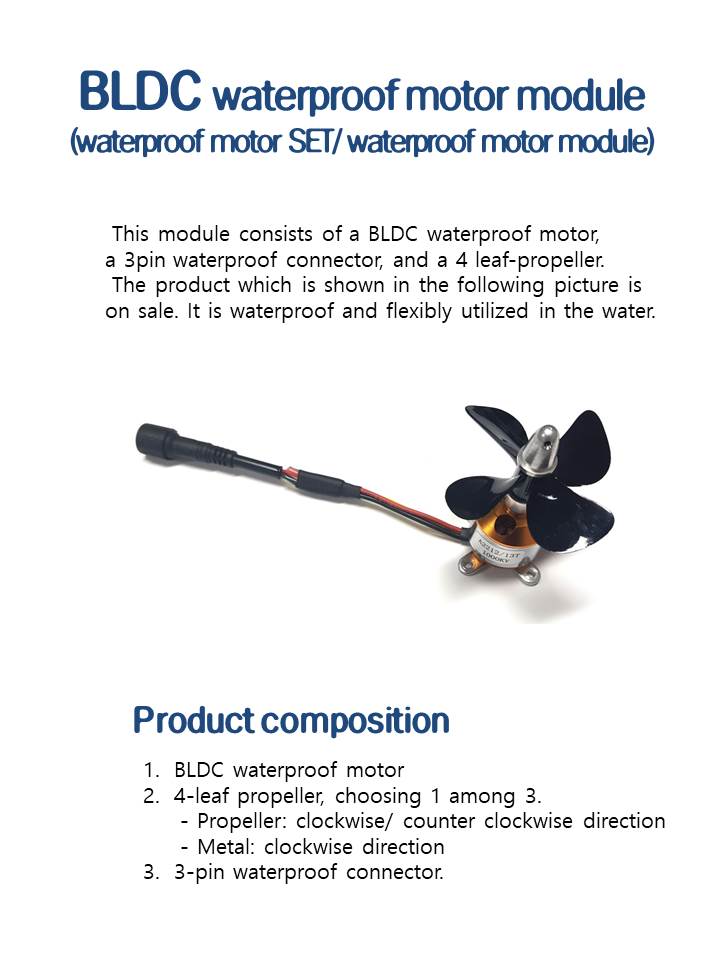 BLDC waterproof motor module
(waterproof motor SET/ waterproof motor module)
This module consists of a BLDC waterproof motor,
a 3pin waterproof connector, and a 4 leaf-propeller.
The product which is shown in the following picture is
on sale. It is waterproof and flexibly utilized in the water.
A2212/13T
1000KV
Product composition
1. BLDC waterproof motor
2. 4-leaf propeller, choosing 1 among 3.
- Propeller: clockwise/ counter clockwise direction
- Metal: clockwise direction
3. 3-pin waterproof connector.